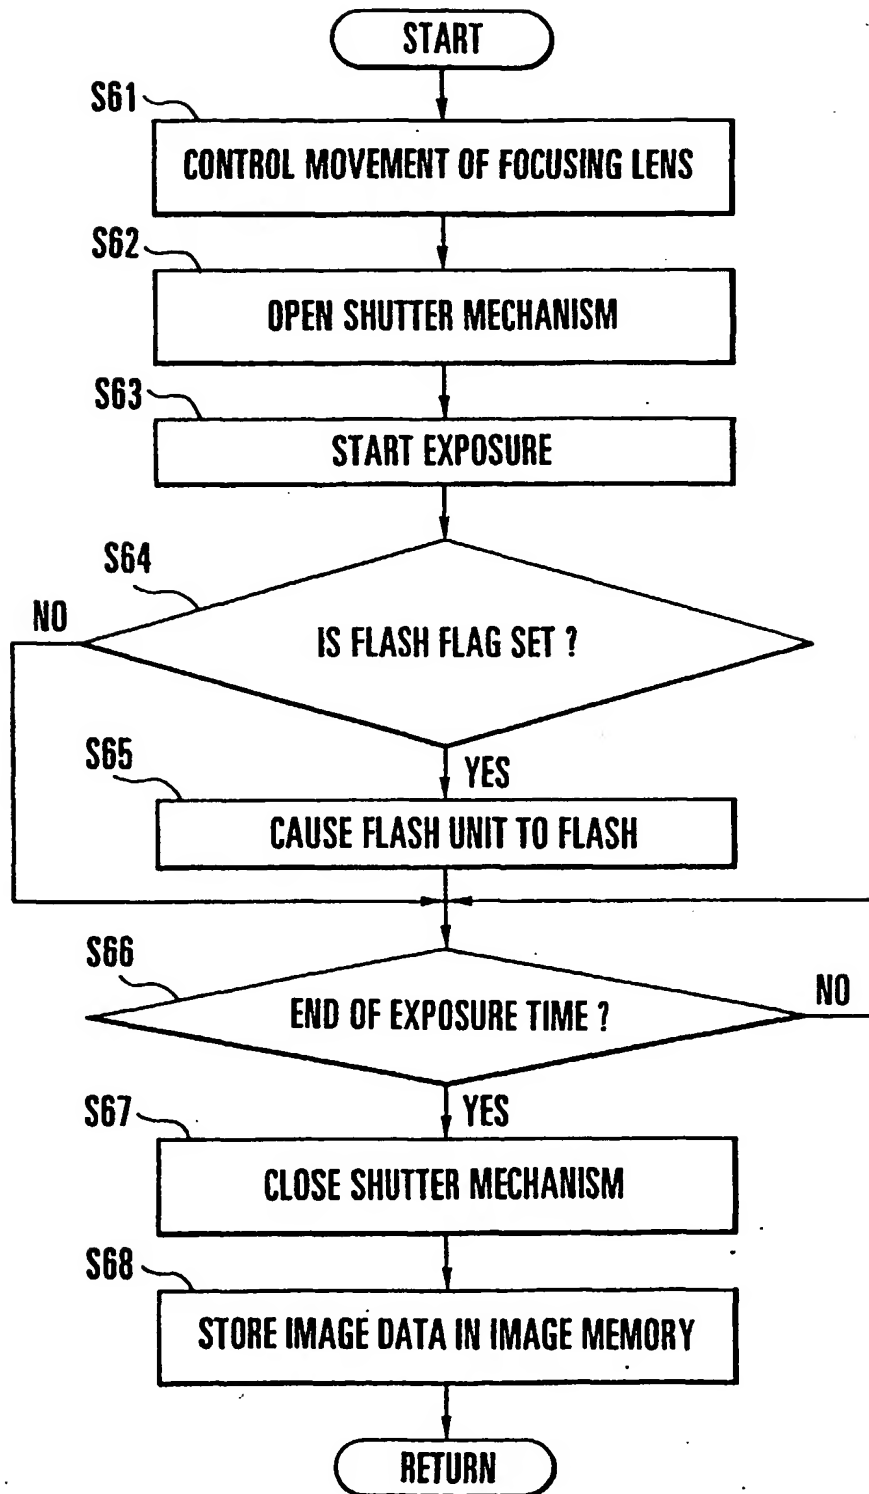 START
S61
CONTROL MOVEMENT OF FOCUSING LENS
S62
OPEN SHUTTER MECHANISM
S63
START EXPOSURE
S64
NO
IS FLASH FLAG SET ?
S65
YES
CAUSE FLASH UNIT TO FLASH
S66
NO
END OF EXPOSURE TIME ?
S67
YES
CLOSE SHUTTER MECHANISM
S68
STORE IMAGE DATA IN IMAGE MEMORY
RETURN